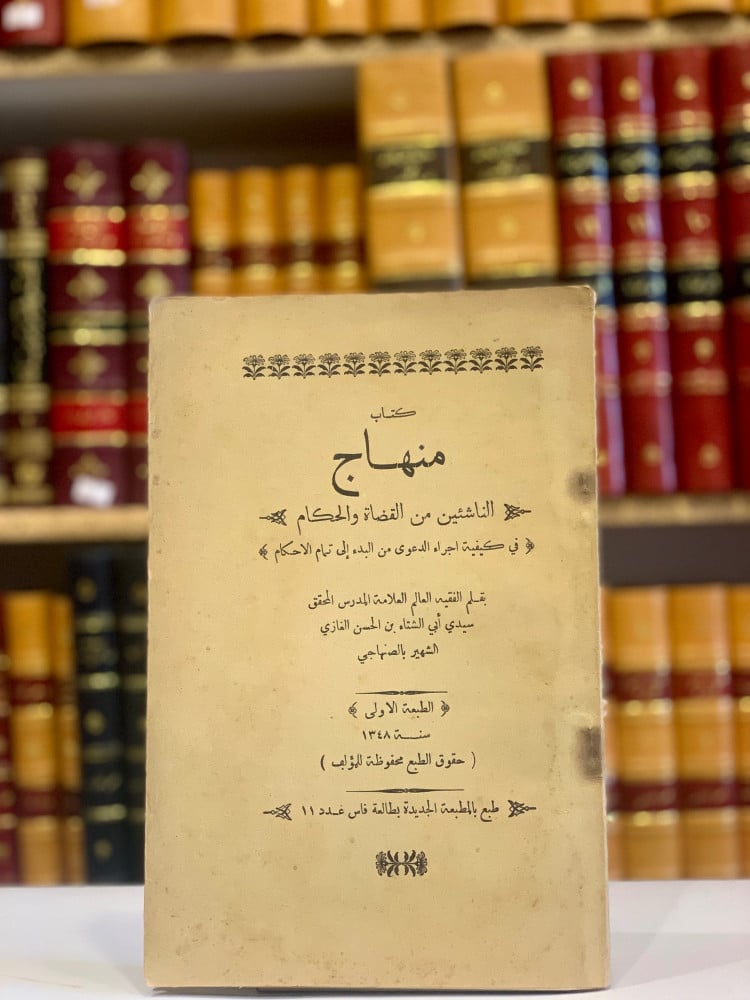 كتاب
منهاج
الناشئين من القضاة والحكام
﴿ في كيفية اجراء الدعوى من البدء إلى تمام الاحكام ﴾
بقلم الفقيه العالم العلامة المدرس المحقق
سيدي أبي الشتاء بن الحسن الغازي
الشهير بالصنهاجي
﴿ الطبعة الاولى ﴾
سنة ١٣٤٨
( حقوق الطبع محفوظة للمؤلف )
طبع بالمطبعة الجديدة بطالعة فاس عدد ١١